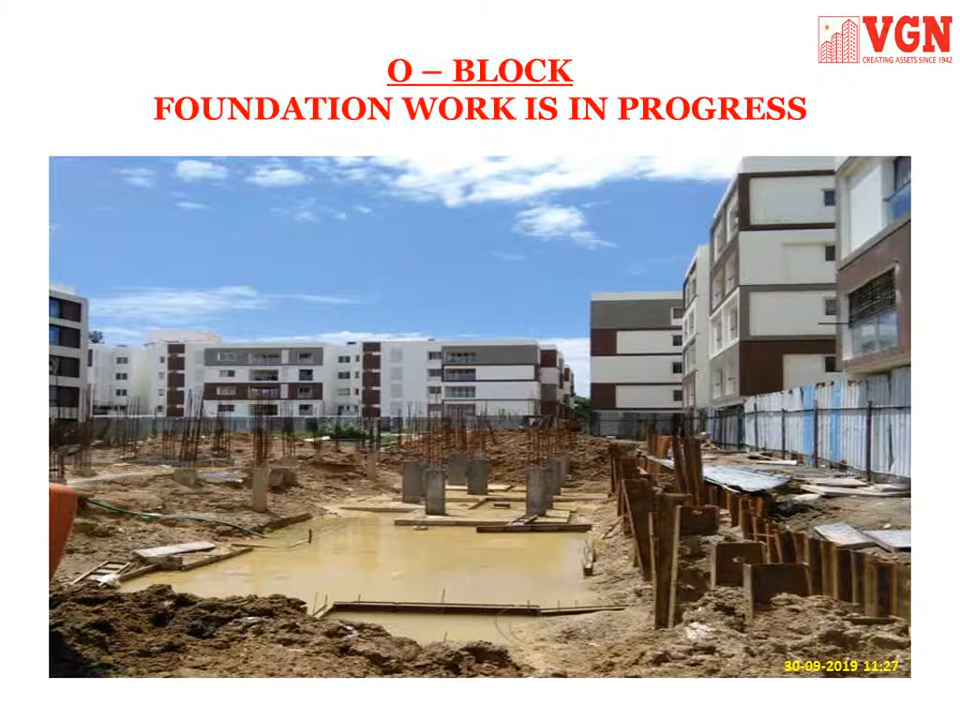 VGN
CREATING ASSETS SINCE 1942
O – BLOCK
FOUNDATION WORK IS IN PROGRESS
30-09-2019 11:27